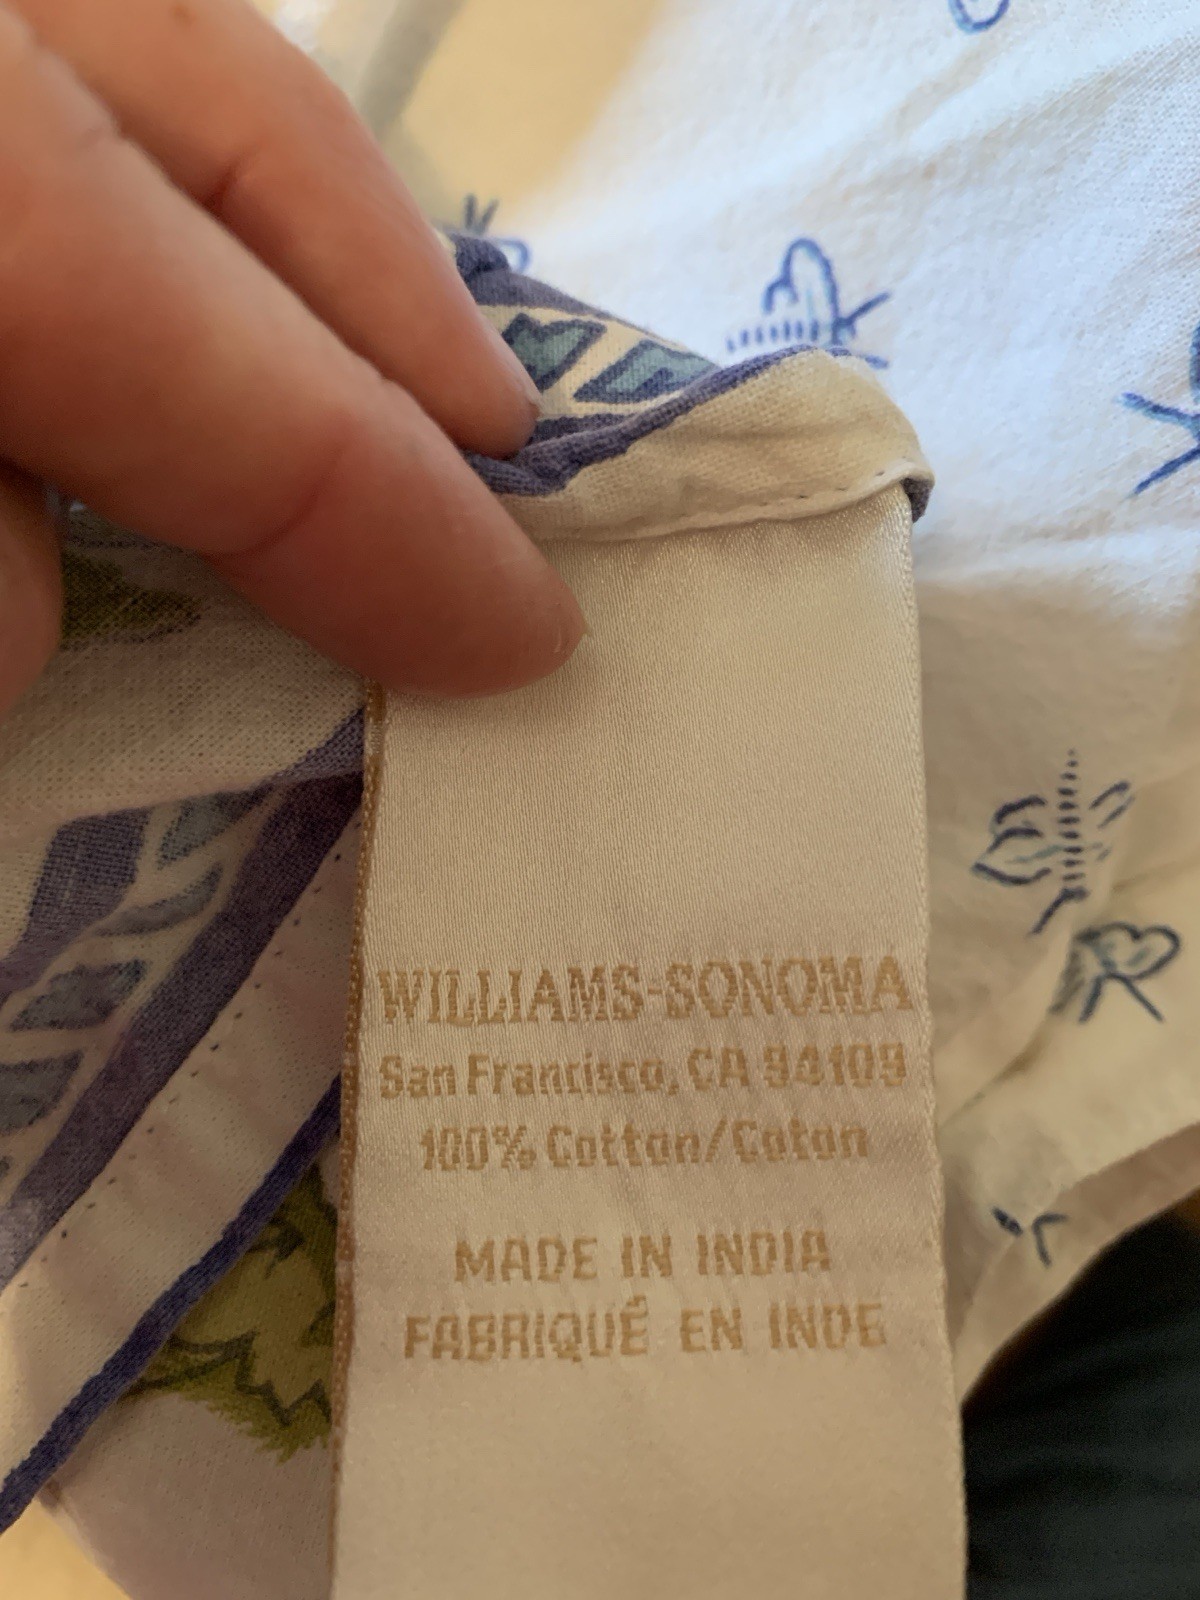 WILLIAMS-SONOMA
San Francisco, CA 94109
100% Cotton/Coton
MADE IN INDIA
FABRIQUÉ EN INDE